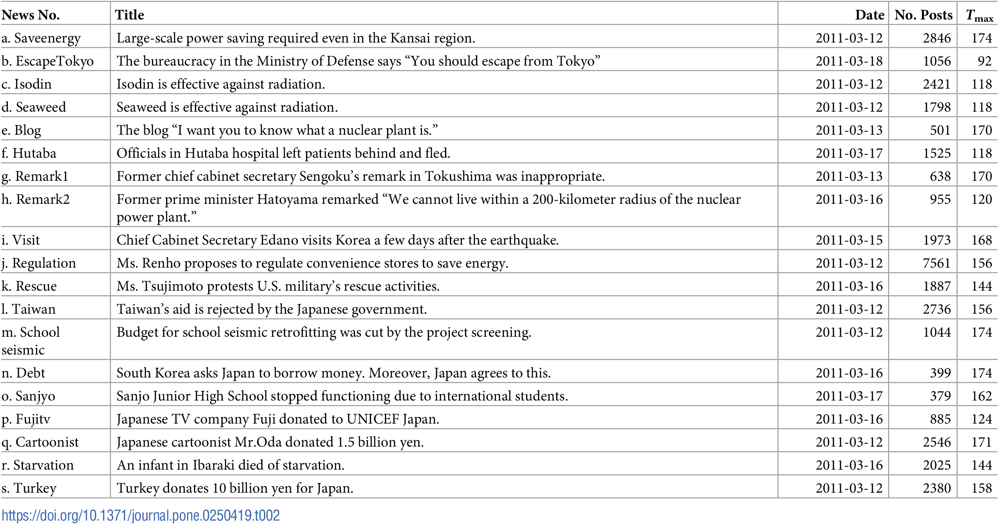 News No. Title Date No. Posts Tmax
a. Saveenergy Large-scale power saving required even in the Kansai region. 2011-03-12 2846 174
b. EscapeTokyo The bureaucracy in the Ministry of Defense says “You should escape from Tokyo” 2011-03-18 1056 92
c. Isodin Isodin is effective against radiation. 2011-03-12 2421 118
d. Seaweed Seaweed is effective against radiation. 2011-03-12 1798 118
e. Blog The blog “I want you to know what a nuclear plant is.” 2011-03-13 501 170
f. Hutaba Officials in Hutaba hospital left patients behind and fled. 2011-03-17 1525 118
g. Remark1 Former chief cabinet secretary Sengoku’s remark in Tokushima was inappropriate. 2011-03-13 638 170
h. Remark2 Former prime minister Hatoyama remarked “We cannot live within a 200-kilometer radius of the nuclear 2011-03-16 955 120
power plant.”
i. Visit Chief Cabinet Secretary Edano visits Korea a few days after the earthquake. 2011-03-15 1973 168
j. Regulation Ms. Renho proposes to regulate convenience stores to save energy. 2011-03-12 7561 156
k. Rescue Ms. Tsujimoto protests U.S. military’s rescue activities. 2011-03-16 1887 144
l. Taiwan Taiwan’s aid is rejected by the Japanese government. 2011-03-12 2736 156
m. School Budget for school seismic retrofitting was cut by the project screening. 2011-03-12 1044 174
seismic
n. Debt South Korea asks Japan to borrow money. Moreover, Japan agrees to this. 2011-03-16 399 174
o. Sanjyo Sanjo Junior High School stopped functioning due to international students. 2011-03-17 379 162
p. Fujitv Japanese TV company Fuji donated to UNICEF Japan. 2011-03-16 885 124
q. Cartoonist Japanese cartoonist Mr.Oda donated 1.5 billion yen. 2011-03-12 2546 171
r. Starvation An infant in Ibaraki died of starvation. 2011-03-16 2025 144
s. Turkey Turkey donates 10 billion yen for Japan. 2011-03-12 2380 158
https://doi.org/10.1371/journal.pone.0250419.t002